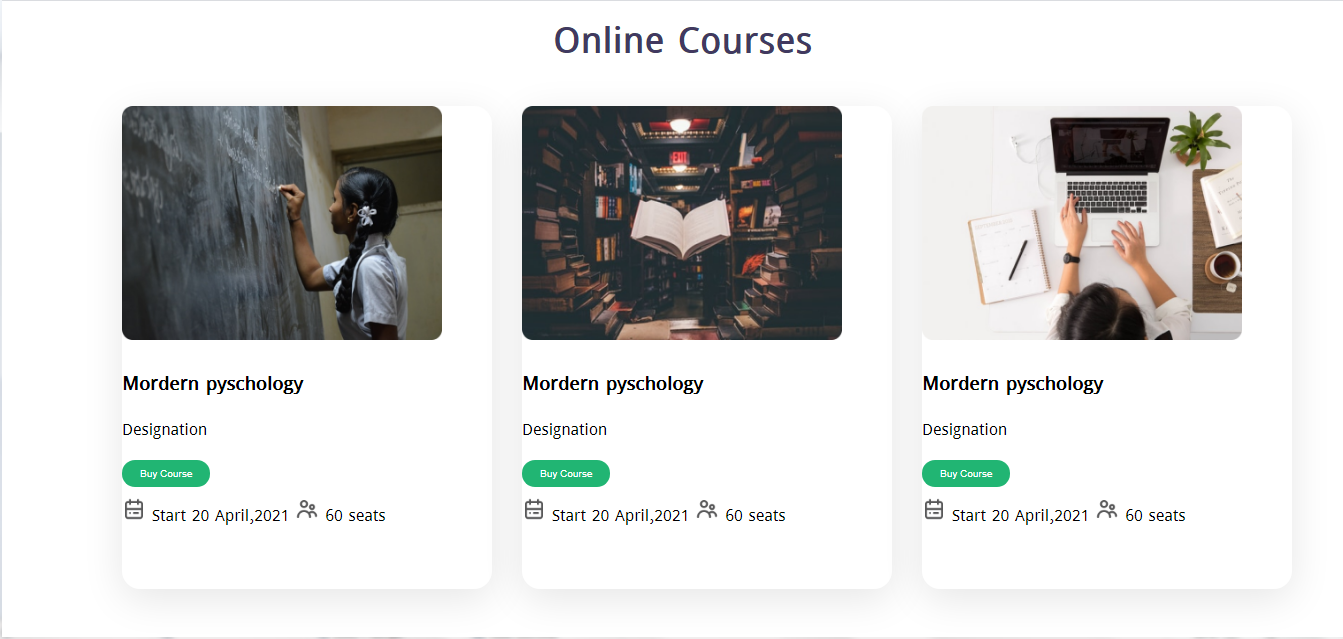 Online Courses
EXIT
Mordern pyschology
Mordern pyschology
Mordern pyschology
Designation
Designation
Designation
Buy Course
Buy Course
Buy Course
Start 20 April,2021 60 seats
Start 20 April,2021 60 seats
Start 20 April,2021 60 seats